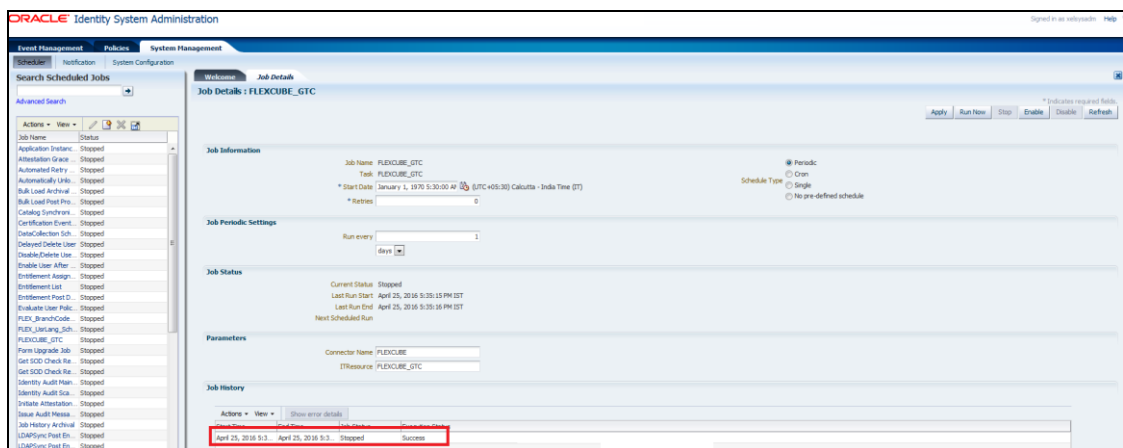 ORACLE Identity System Administration
Signed in as xelsysadm Help
Event Management Policies System Management
Scheduler Notification System Configuration
Search Scheduled Jobs
Advanced Search
Actions View
Job Name Status
Application Instanc... Stopped
Attestation Grace ... Stopped
Automated Retry ... Stopped
Automatically Unlo... Stopped
Bulk Load Archival ... Stopped
Bulk Load Post Pro... Stopped
Catalog Synchroni... Stopped
Certification Event... Stopped
DataCollection Sch... Stopped
Delayed Delete User Stopped
Disable/Delete Use... Stopped
Enable User After ... Stopped
Entitlement Assign... Stopped
Entitlement List Stopped
Entitlement Post D... Stopped
Evaluate User Polic... Stopped
FLEX_BranchCode... Stopped
FLEX_UsrLang_Sch... Stopped
FLEXCUBE_GTC Stopped
Form Upgrade Job Stopped
Get SOD Check Re... Stopped
Get SOD Check Re... Stopped
Identity Audit Main... Stopped
Identity Audit Sca... Stopped
Initiate Attestation... Stopped
Issue Audit Messa... Stopped
Job History Archival Stopped
LDAPSync Post En... Stopped
LDAPSync Post En... Stopped
Welcome Job Details
Job Details : FLEXCUBE_GTC
* Indicates required fields.
Apply Run Now Stop Enable Disable Refresh
Job Information
Job Name FLEXCUBE_GTC
Task FLEXCUBE_GTC
* Start Date January 1, 1970 5:30:00 AM (UTC+05:30) Calcutta - India Time (IT)
* Retries 0
Schedule Type
Periodic
Cron
Single
No pre-defined schedule
Job Periodic Settings
Run every 1
days
Job Status
Current Status Stopped
Last Run Start April 25, 2016 5:35:15 PM IST
Last Run End April 25, 2016 5:35:16 PM IST
Next Scheduled Run
Parameters
Connector Name FLEXCUBE
ITResource FLEXCUBE_GTC
Job History
Actions View Show error details
Start Time End Time Job Status Execution Status
April 25, 2016 5:3... April 25, 2016 5:3... Stopped Success